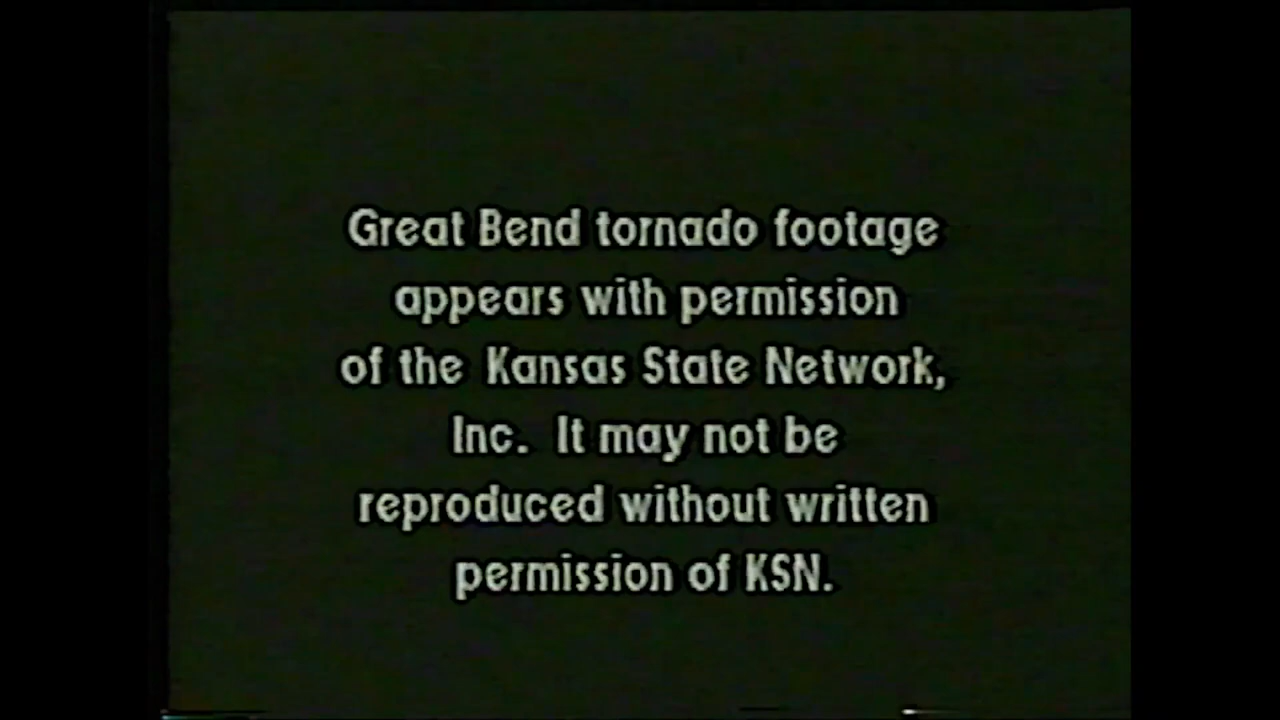 Great Bend tornado footage
appears with permission
of the Kansas State Network,
Inc. It may not be
reproduced without written
permission of KSN.